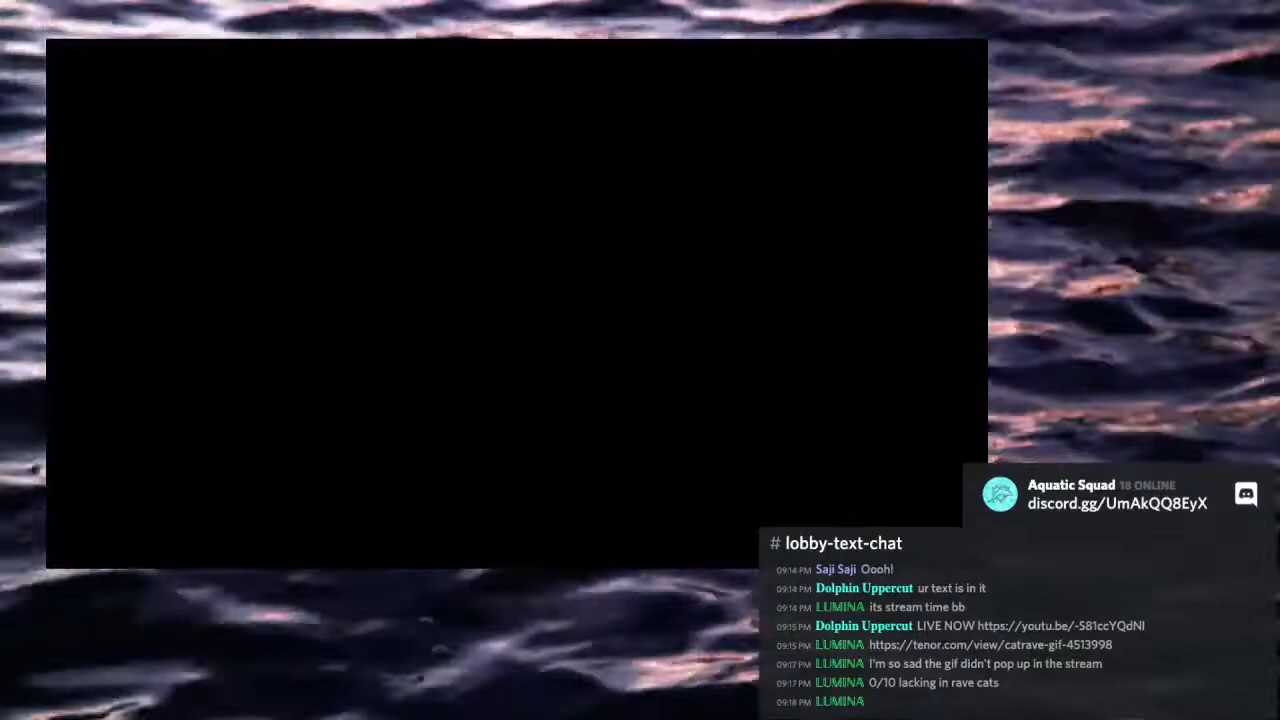 Aquatic Squad 18 ONLINE
discord.gg/UmAkQQ8EyX
# lobby-text-chat
09:14 PM Saji Saji Oooh!
09:14 PM Dolphin Uppercut ur text is in it
09:14 PM LUMINA its stream time bb
09:15 PM Dolphin Uppercut LIVE NOW https://youtu.be/-S81ccYQdNI
09:15 PM LUMINA https://tenor.com/view/catrave-gif-4513998
09:17 PM LUMINA I'm so sad the gif didn't pop up in the stream
09:17 PM LUMINA 0/10 lacking in rave cats
09:18 PM LUMINA